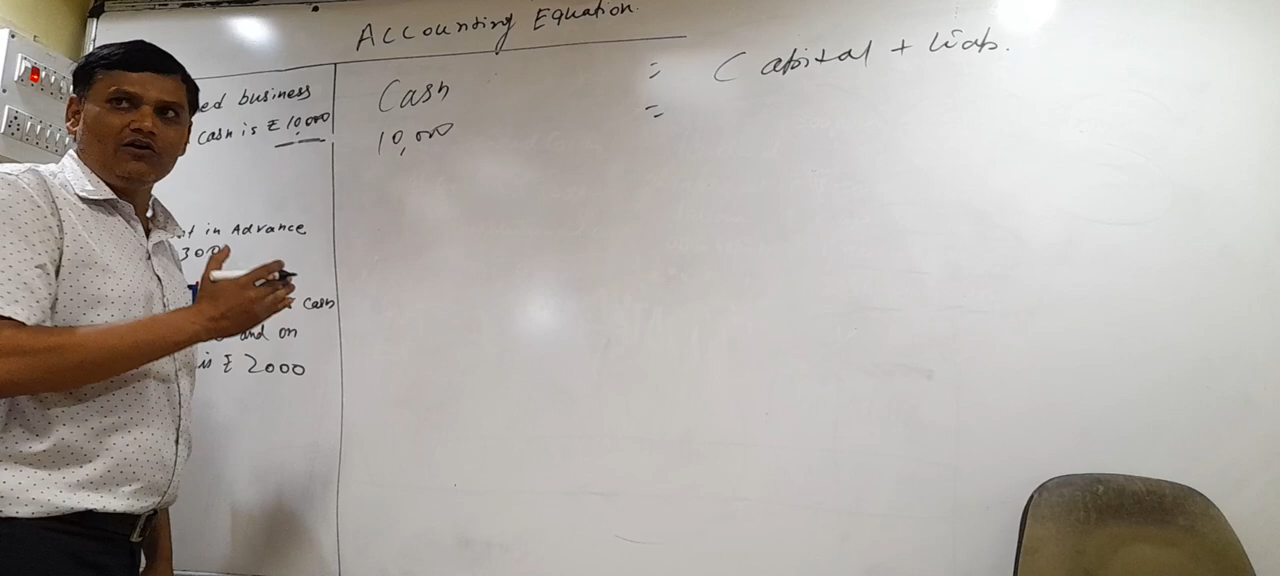 Accounting Equation.
ed business
cash is ₹ 10,000
t in Advance
300
Cash
and on
is ₹ 2000
Cash = Capital + Liab.
10,000 =